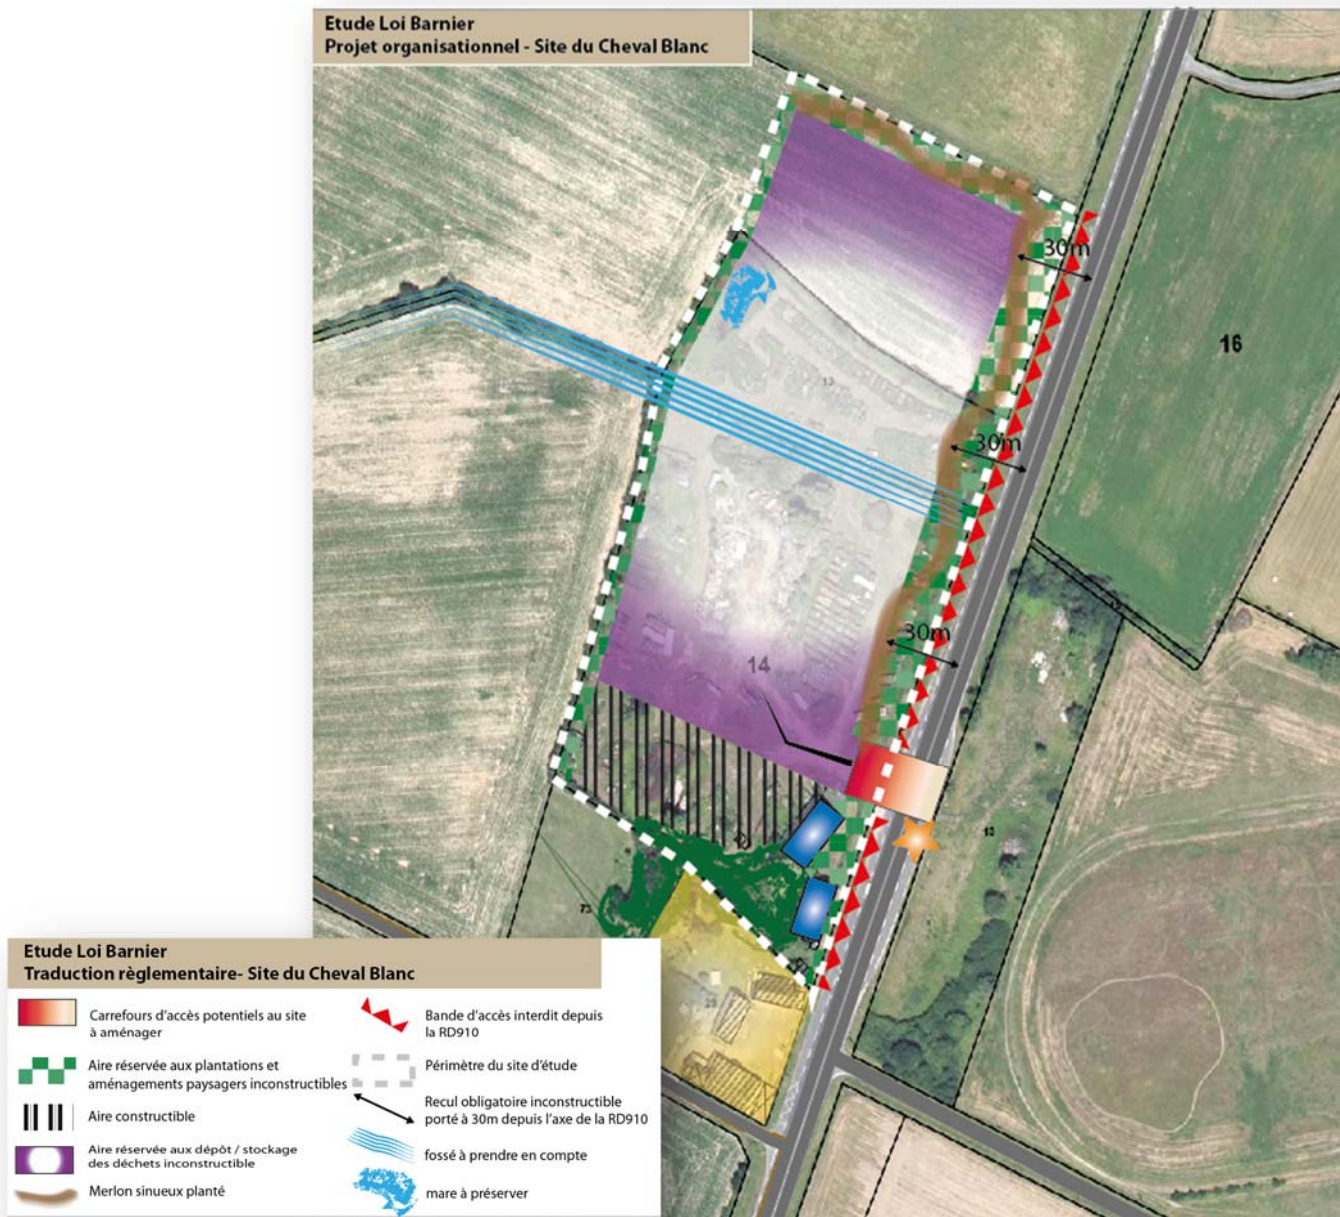 Etude Loi Barnier
Projet organisationnel - Site du Cheval Blanc
30m
16
13
30m
30m
14
13
73
Etude Loi Barnier
Traduction règlementaire- Site du Cheval Blanc
Carrefours d'accès potentiels au site
à aménager
Aire réservée aux plantations et
aménagements paysagers inconstructibles
Aire constructible
Aire réservée aux dépôt / stockage
des déchets inconstructible
Merlon sinueux planté
Bande d'accès interdit depuis
la RD910
Périmètre du site d'étude
Recul obligatoire inconstructible
porté à 30m depuis l'axe de la RD910
fossé à prendre en compte
mare à préserver